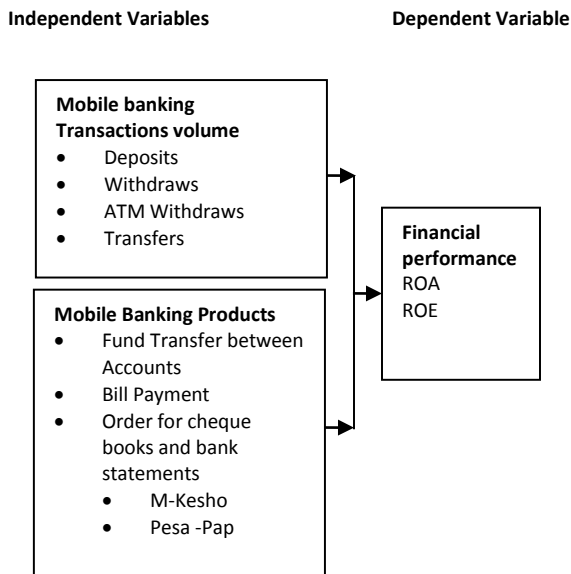 Independent Variables Dependent Variable
Mobile banking
Transactions volume
• Deposits
• Withdraws
• ATM Withdraws
• Transfers
Financial
performance
ROA
ROE
Mobile Banking Products
• Fund Transfer between
Accounts
• Bill Payment
• Order for cheque
books and bank
statements
• M-Kesho
• Pesa -Pap